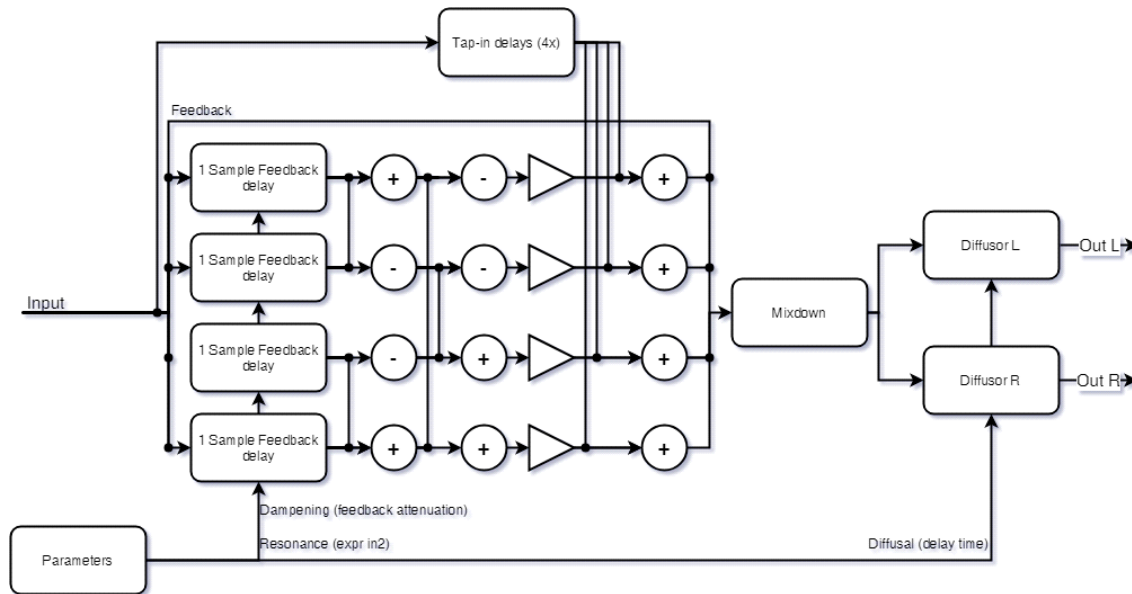 Tap-in delays (4x)
Feedback
1 Sample Feedback
delay
+
-
+
1 Sample Feedback
delay
-
-
+
Diffusor L
Out L
Input
Mixdown
1 Sample Feedback
delay
-
+
+
Diffusor R
Out R
1 Sample Feedback
delay
+
+
+
Dampening (feedback attenuation)
Parameters
Resonance (expr in2)
Diffusal (delay time)